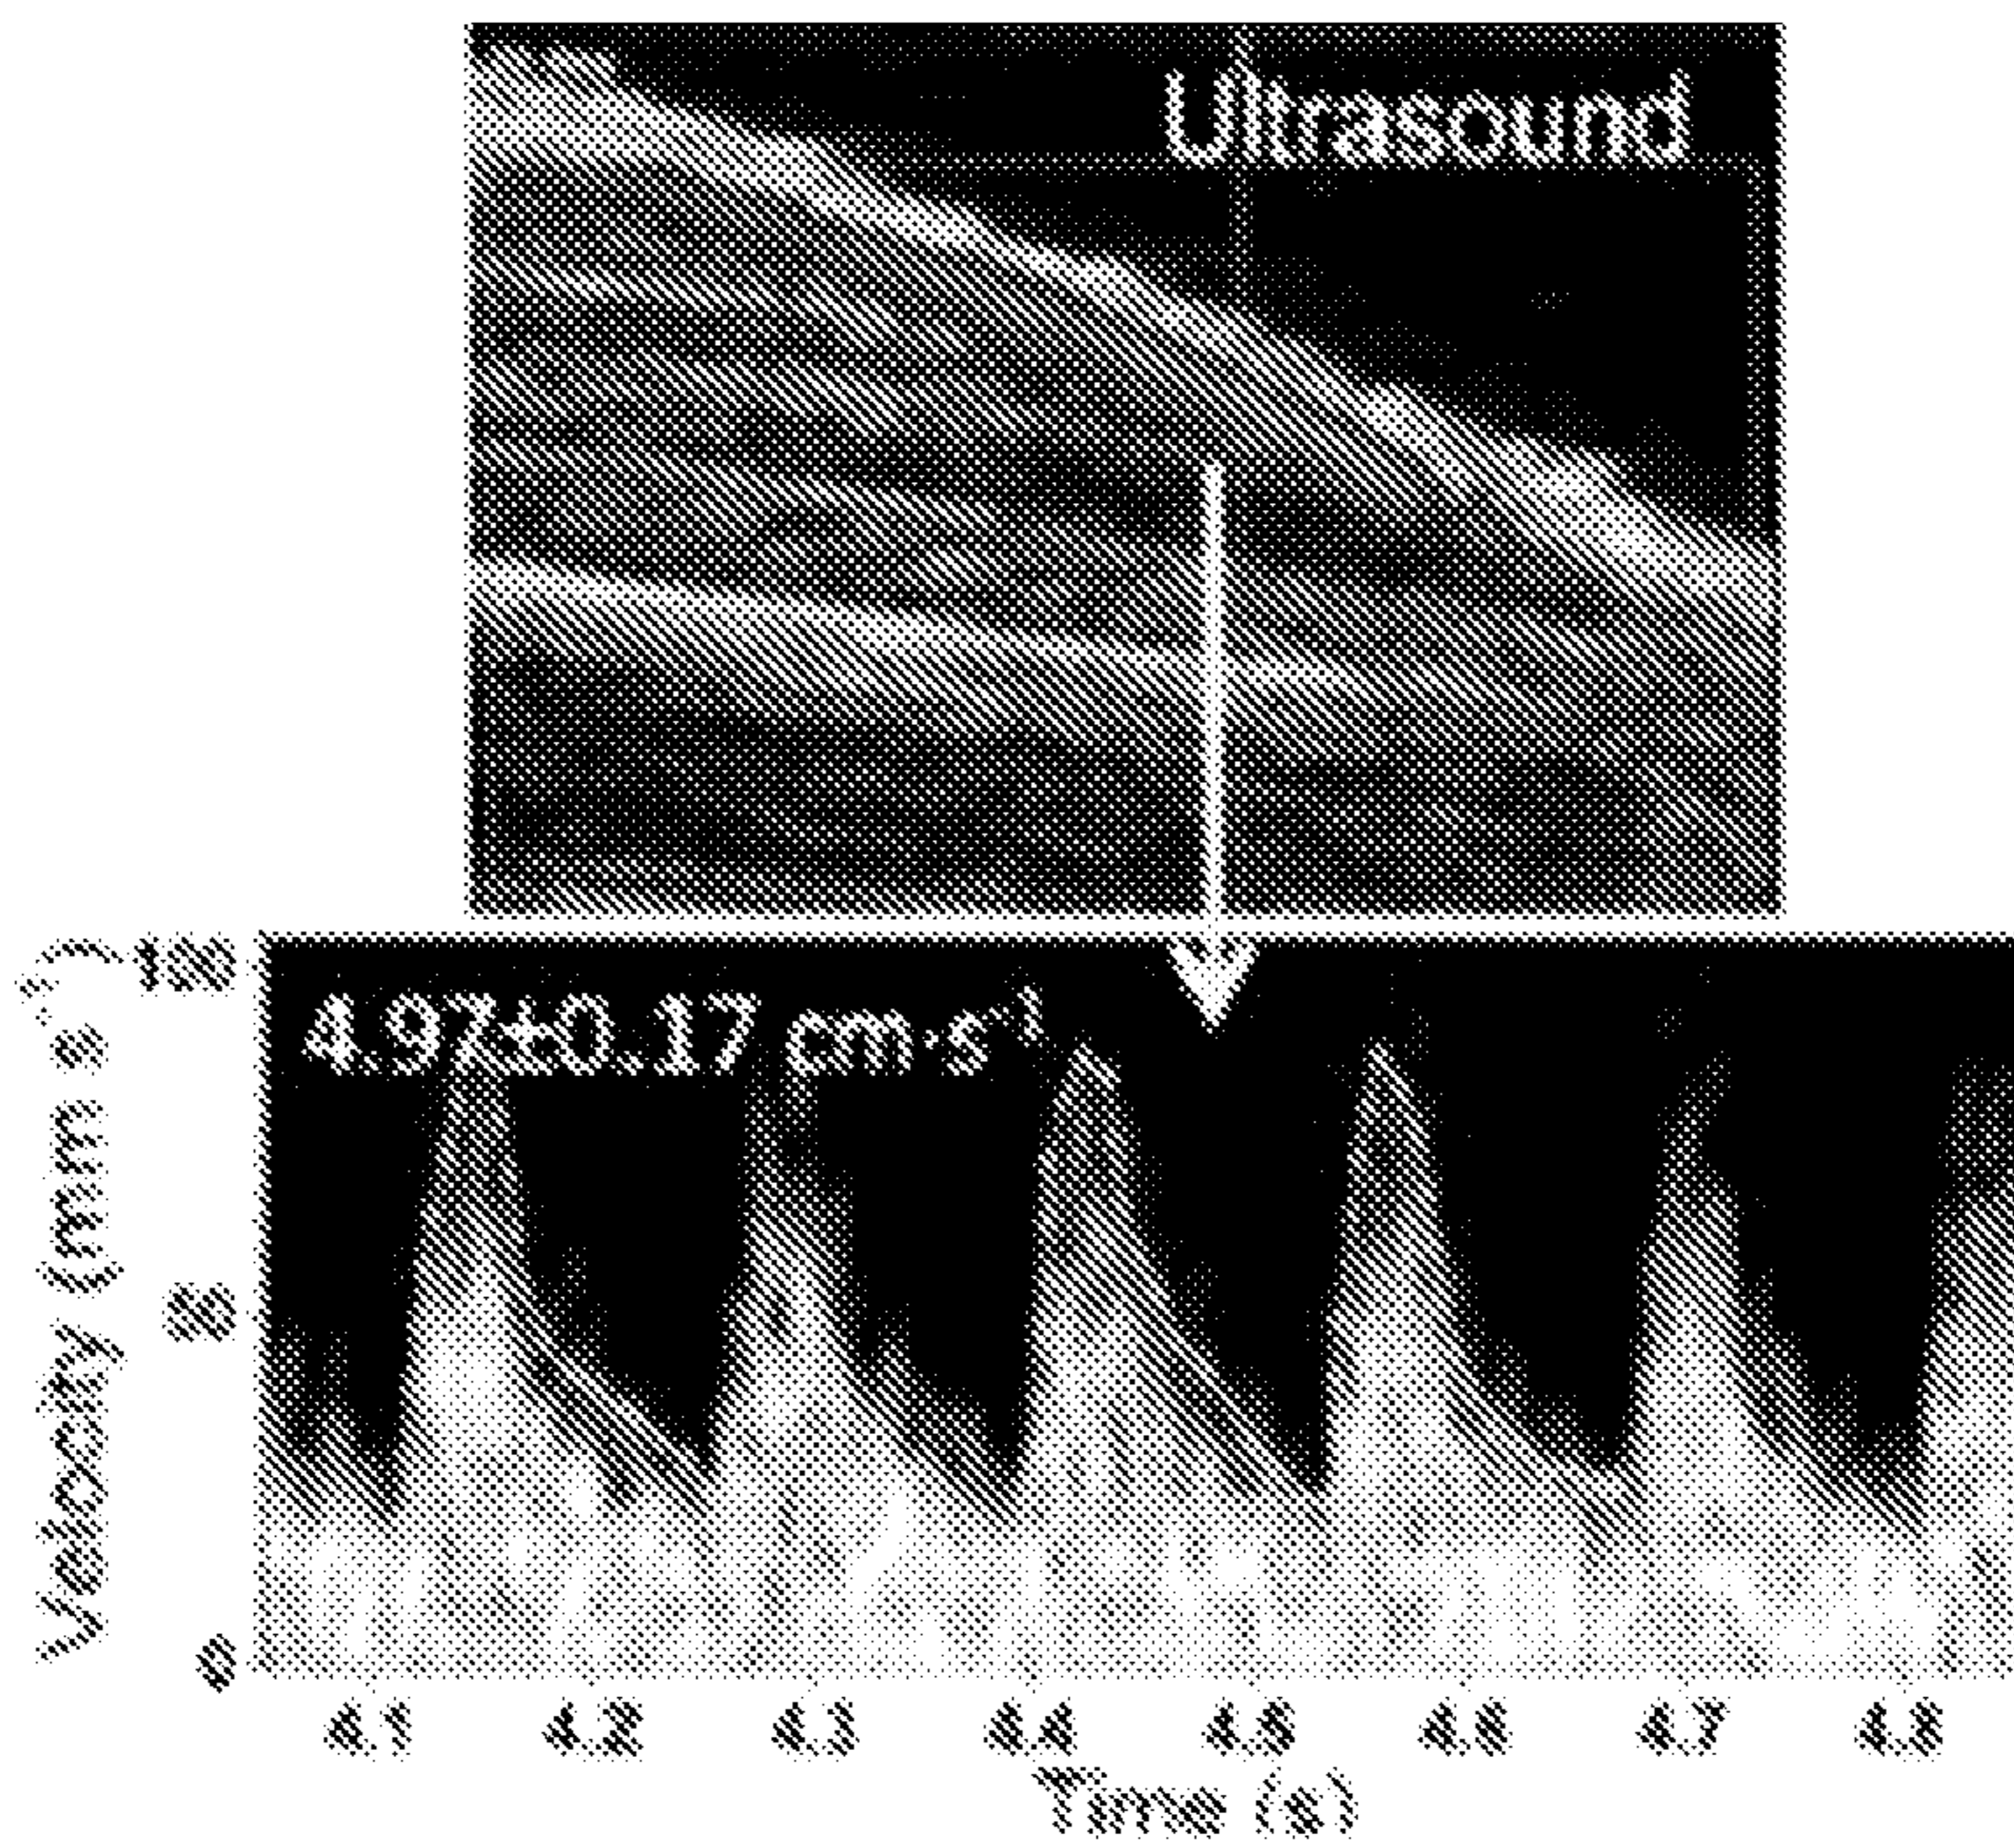 Ultrasound
Velocity (mm s⁻¹)
100
50
0
4.97±0.17 cm·s⁻¹
4.1 4.2 4.3 4.4 4.5 4.6 4.7 4.8
Time (s)